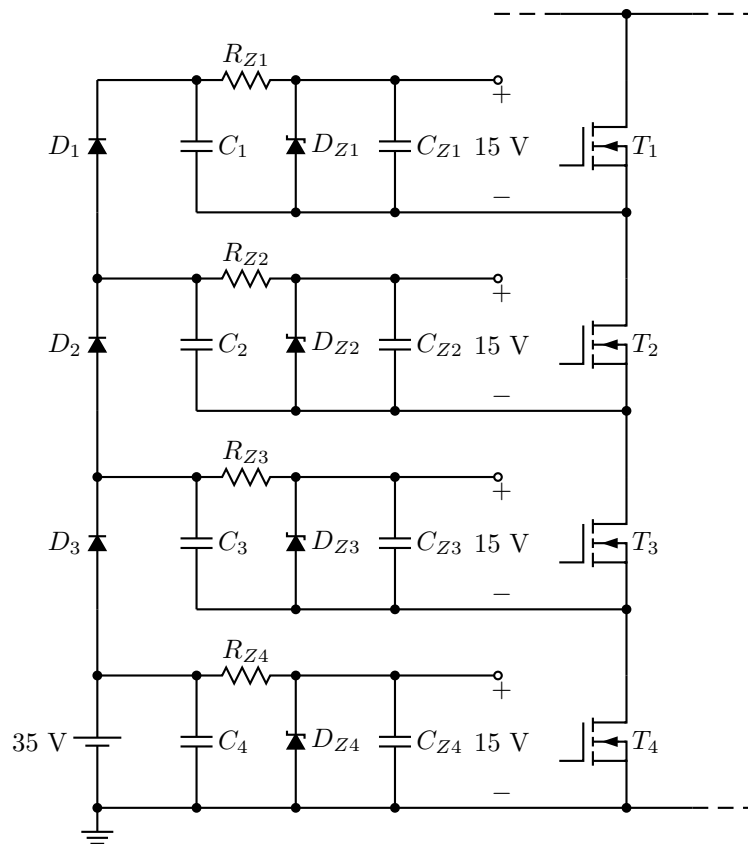 R_{Z1}
+
D_1
C_1
D_{Z1}
C_{Z1}
15 V
T_1
−
R_{Z2}
+
D_2
C_2
D_{Z2}
C_{Z2}
15 V
T_2
−
R_{Z3}
+
D_3
C_3
D_{Z3}
C_{Z3}
15 V
T_3
−
R_{Z4}
+
35 V
C_4
D_{Z4}
C_{Z4}
15 V
T_4
−